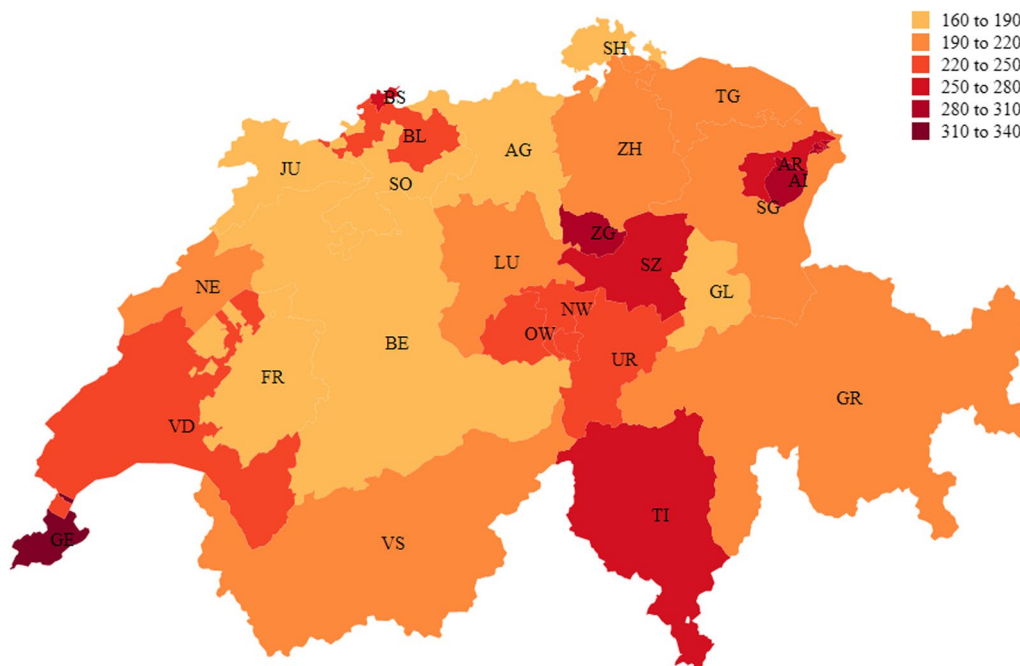 160 to 190
190 to 220
220 to 250
250 to 280
280 to 310
310 to 340
SH
BS
TG
BL
AG
ZH
JU
AR
SO
AI
SG
ZG
LU
SZ
NE
GL
NW
OW
BE
UR
FR
GR
VD
TI
GE
VS